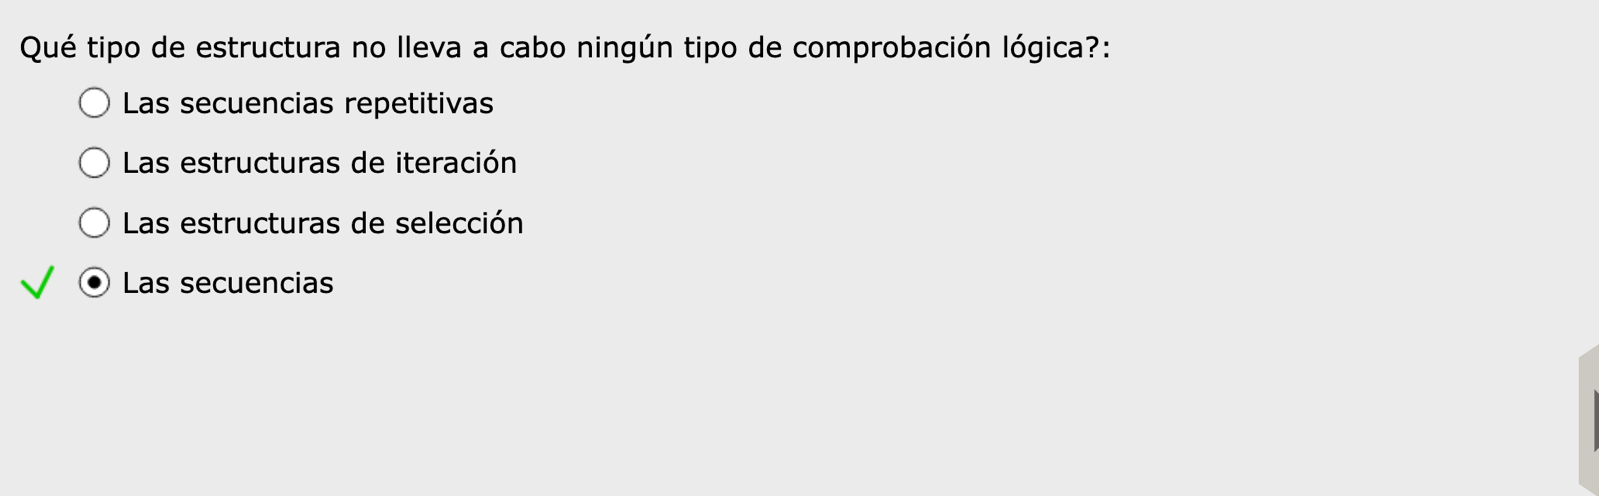 Qué tipo de estructura no lleva a cabo ningún tipo de comprobación lógica?:
Las secuencias repetitivas
Las estructuras de iteración
Las estructuras de selección
Las secuencias